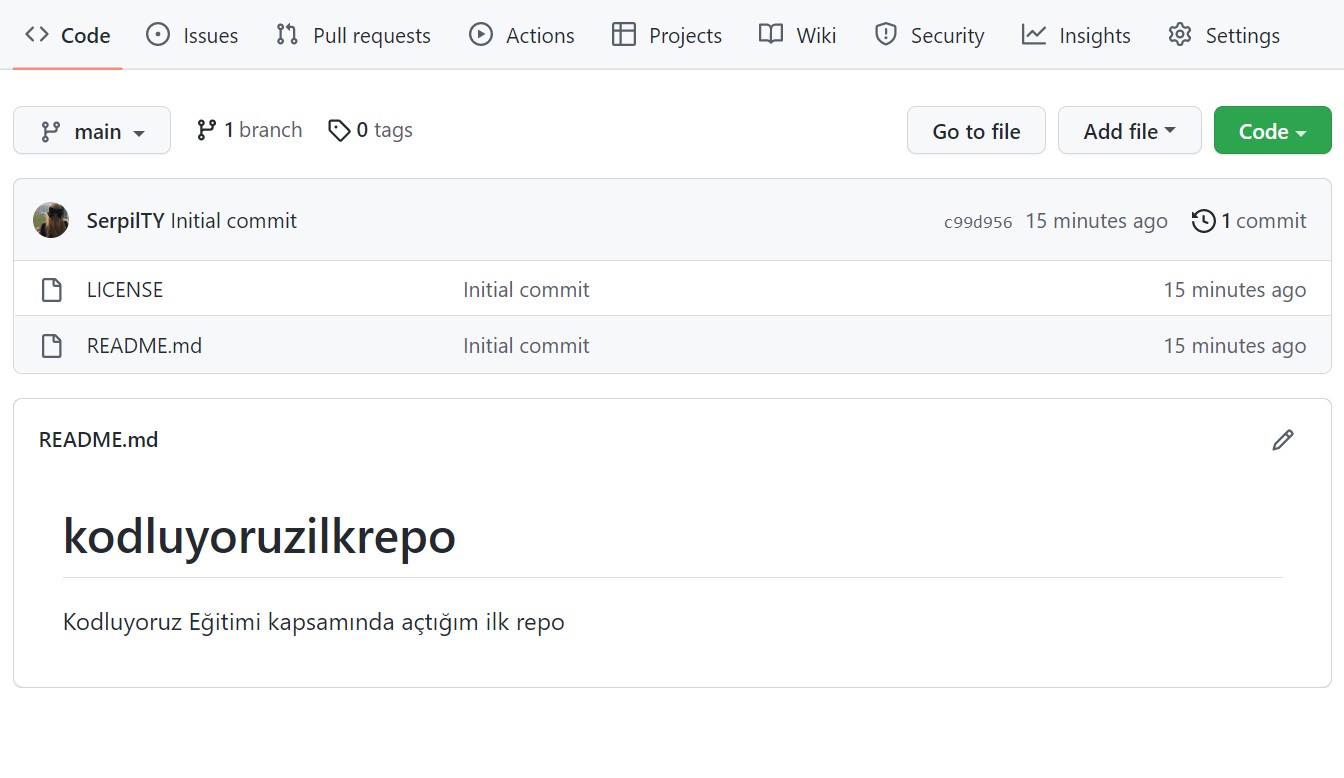 Code Issues Pull requests Actions Projects Wiki Security Insights Settings
main 1 branch 0 tags Go to file Add file Code
SerpilTY Initial commit c99d956 15 minutes ago 1 commit
LICENSE Initial commit 15 minutes ago
README.md Initial commit 15 minutes ago
README.md
kodluyoruzilkrepo
Kodluyoruz Eğitimi kapsamında açtığım ilk repo